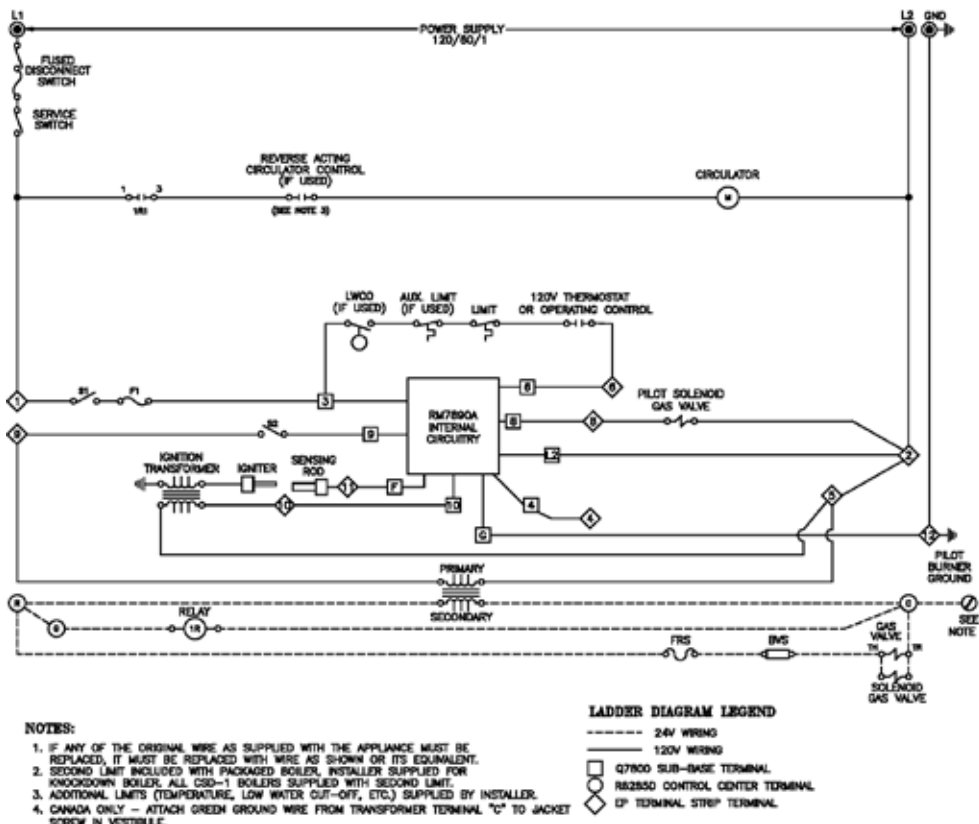 L1
L2
GND
POWER SUPPLY
120/60/1
FUSED
DISCONNECT
SWITCH
SERVICE
SWITCH
REVERSE ACTING
CIRCULATOR CONTROL
(IF USED)
CIRCULATOR
1
3
1R1
(SEE NOTE 3)
M
LWCO
(IF USED)
AUX. LIMIT
(IF USED)
LIMIT
120V THERMOSTAT
OR OPERATING CONTROL
1
S1
F1
3
6
6
RM7890A
INTERNAL
CIRCUITRY
PILOT SOLENOID
GAS VALVE
8
8
9
S2
9
L2
2
IGNITION
TRANSFORMER
IGNITER
SENSING
ROD
11
F
10
10
4
4
5
G
12
PILOT
BURNER
GROUND
PRIMARY
SECONDARY
R
RELAY
1R
C
SEE
NOTE
GAS
VALVE
FRS
BVS
TH
TR
SOLENOID
GAS VALVE
NOTES:
1. IF ANY OF THE ORIGINAL WIRE AS SUPPLIED WITH THE APPLIANCE MUST BE
REPLACED, IT MUST BE REPLACED WITH WIRE AS SHOWN OR ITS EQUIVALENT.
2. SECOND LIMIT INCLUDED WITH PACKAGED BOILER, INSTALLER SUPPLIED FOR
KNOCKDOWN BOILER. ALL CSD-1 BOILERS SUPPLIED WITH SECOND LIMIT.
3. ADDITIONAL LIMITS (TEMPERATURE, LOW WATER CUT-OFF, ETC.) SUPPLIED BY INSTALLER.
4. CANADA ONLY - ATTACH GREEN GROUND WIRE FROM TRANSFORMER TERMINAL "C" TO JACKET
SCREW IN VESTIBULE.
LADDER DIAGRAM LEGEND
24V WIRING
120V WIRING
Q7800 SUB-BASE TERMINAL
R8285D CONTROL CENTER TERMINAL
EP TERMINAL STRIP TERMINAL